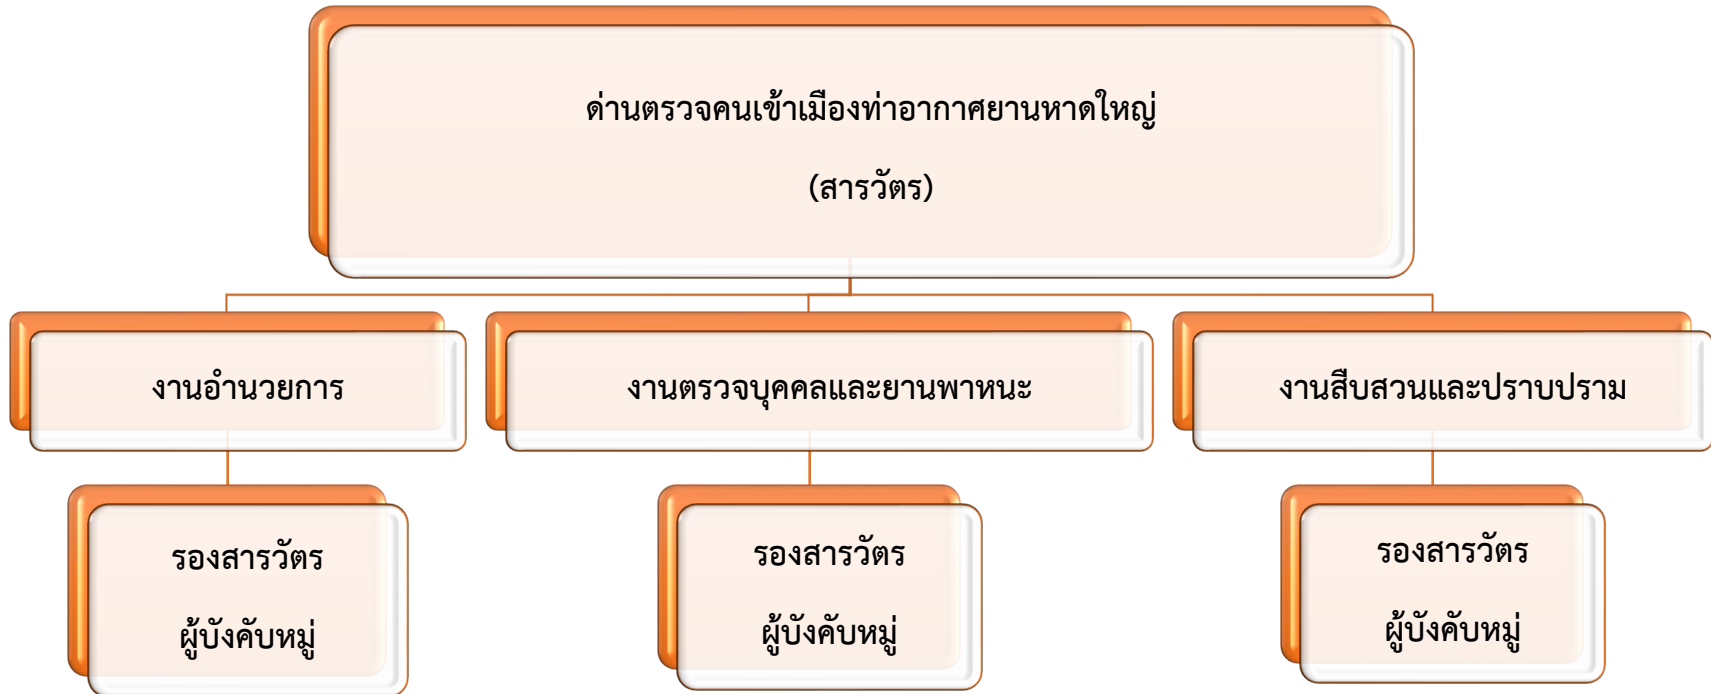 ด่านตรวจคนเข้าเมืองท่าอากาศยานหาดใหญ่
(สารวัตร)
งานอำนวยการ
งานตรวจบุคคลและยานพาหนะ
งานสืบสวนและปราบปราม
รองสารวัตร
ผู้บังคับหมู่
รองสารวัตร
ผู้บังคับหมู่
รองสารวัตร
ผู้บังคับหมู่